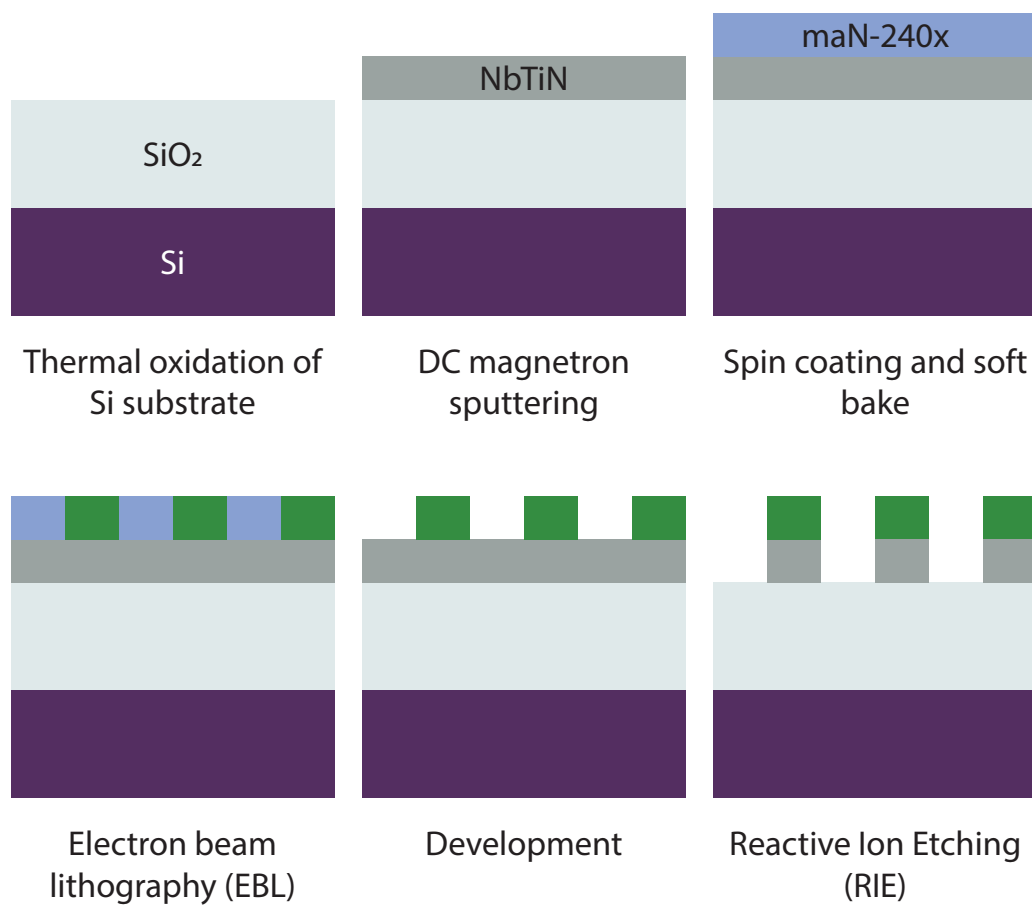 maN-240x
NbTiN
SiO₂
Si
Thermal oxidation of
Si substrate
DC magnetron
sputtering
Spin coating and soft
bake
Electron beam
lithography (EBL)
Development
Reactive Ion Etching
(RIE)